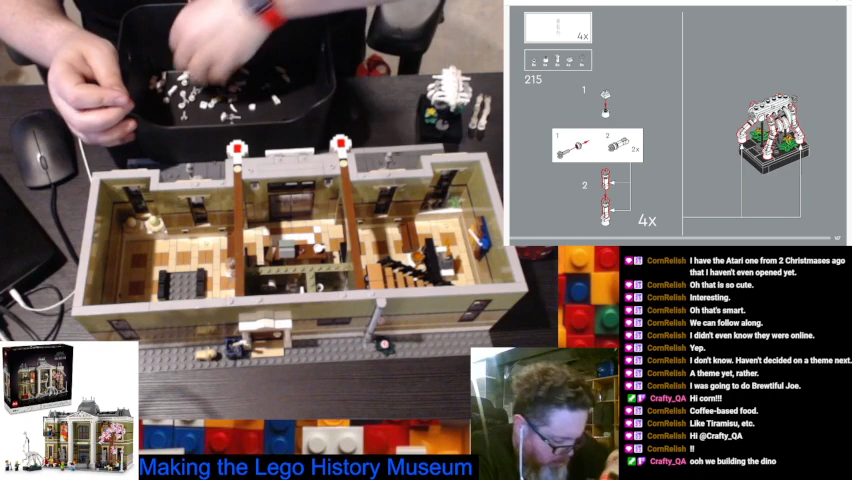 4x
215
1
1
2
2x
2
4x
CornRelish I have the Atari one from 2 Christmases ago
that I haven't even opened yet.
CornRelish Oh that is so cute.
CornRelish Interesting.
CornRelish Oh that's smart.
CornRelish We can follow along.
CornRelish I didn't even know they were online.
CornRelish Yep.
CornRelish I don't know. Haven't decided on a theme next.
CornRelish A theme yet, rather.
CornRelish I was going to do Brewtiful Joe.
Crafty_QA Hi corn!!!
CornRelish Coffee-based food.
CornRelish Like Tiramisu, etc.
CornRelish Hi @Crafty_QA
CornRelish !!
Crafty_QA ooh we building the dino
Making the Lego History Museum